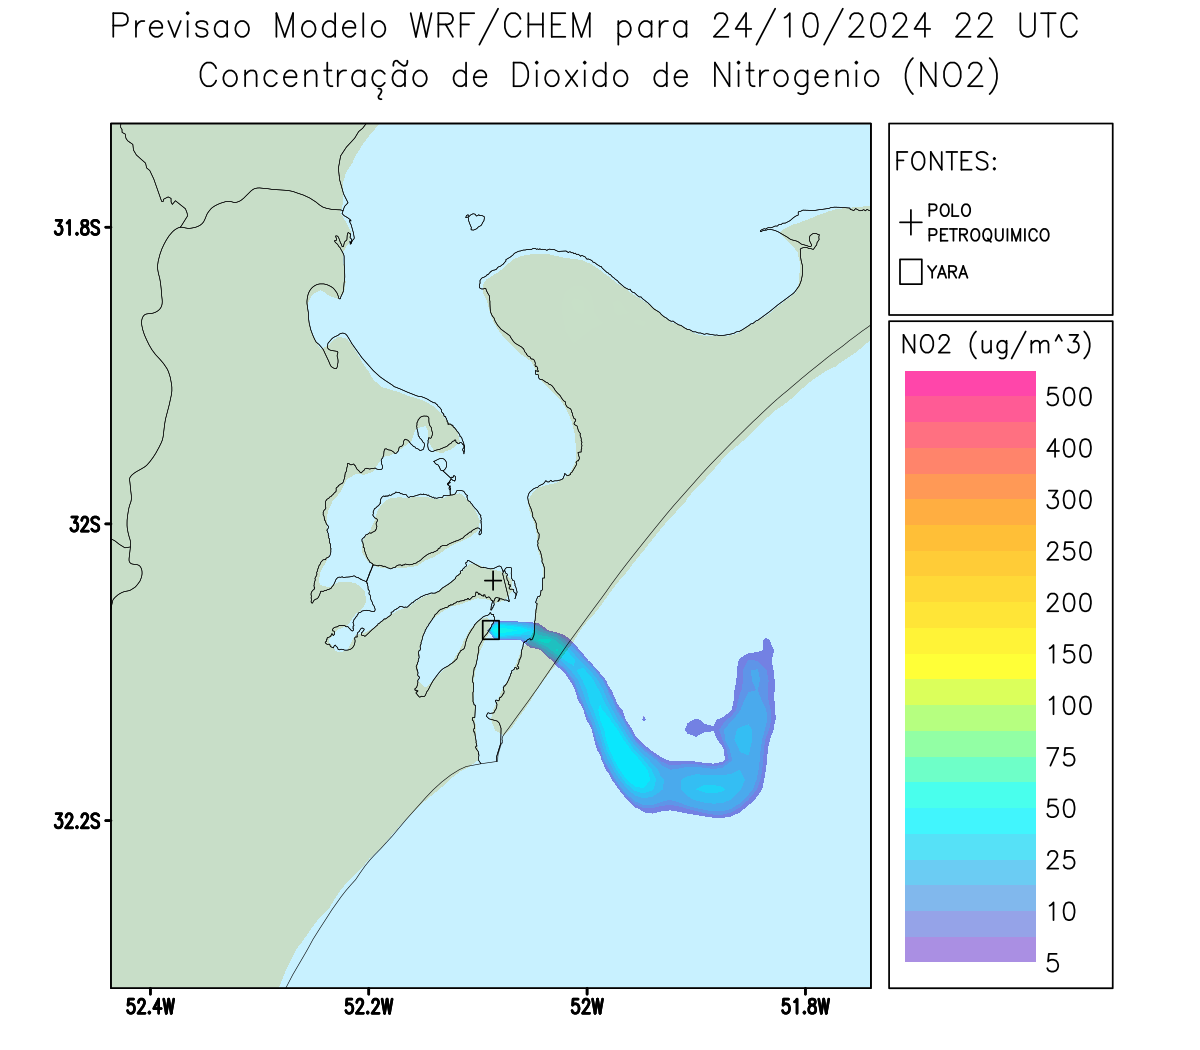 Previsao Modelo WRF/CHEM para 24/10/2024 22 UTC
Concentração de Dioxido de Nitrogenio (NO2)
FONTES:
POLO
PETROQUIMICO
YARA
NO2 (ug/m^3)
500
400
300
250
200
150
100
75
50
25
10
5
31.8S
32S
32.2S
52.4W
52.2W
52W
51.8W